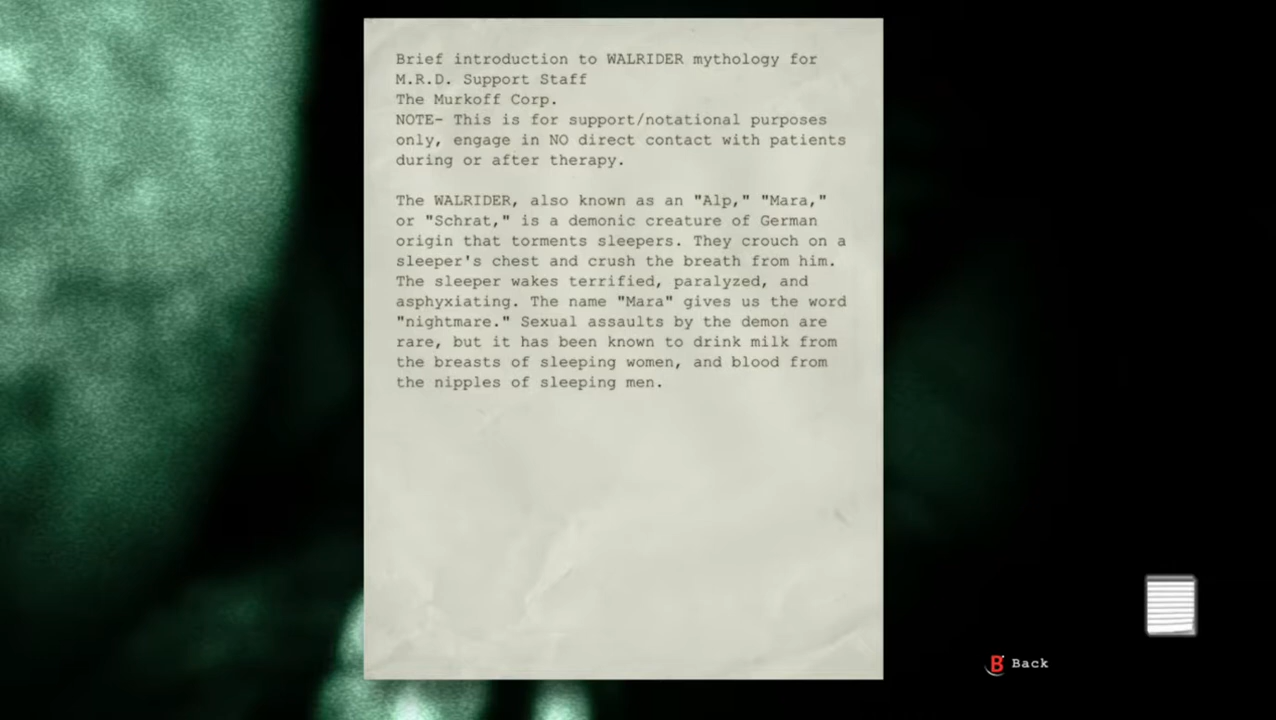 Brief introduction to WALRIDER mythology for
M.R.D. Support Staff
The Murkoff Corp.
NOTE- This is for support/notational purposes
only, engage in NO direct contact with patients
during or after therapy.
The WALRIDER, also known as an "Alp," "Mara,"
or "Schrat," is a demonic creature of German
origin that torments sleepers. They crouch on a
sleeper's chest and crush the breath from him.
The sleeper wakes terrified, paralyzed, and
asphyxiating. The name "Mara" gives us the word
"nightmare." Sexual assaults by the demon are
rare, but it has been known to drink milk from
the breasts of sleeping women, and blood from
the nipples of sleeping men.
B Back